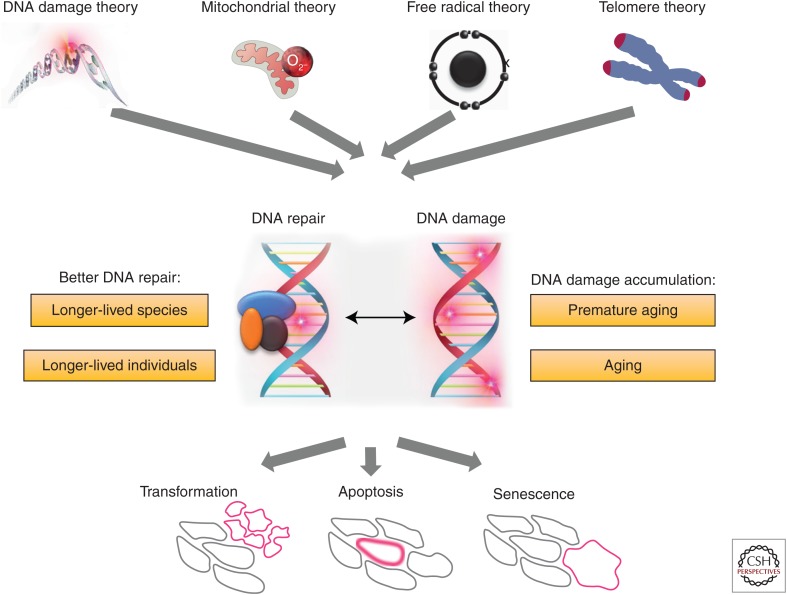 DNA damage theory
Mitochondrial theory
Free radical theory
Telomere theory
O2–
x
DNA repair
DNA damage
Better DNA repair:
Longer-lived species
Longer-lived individuals
DNA damage accumulation:
Premature aging
Aging
Transformation
Apoptosis
Senescence
CSH
PERSPECTIVES